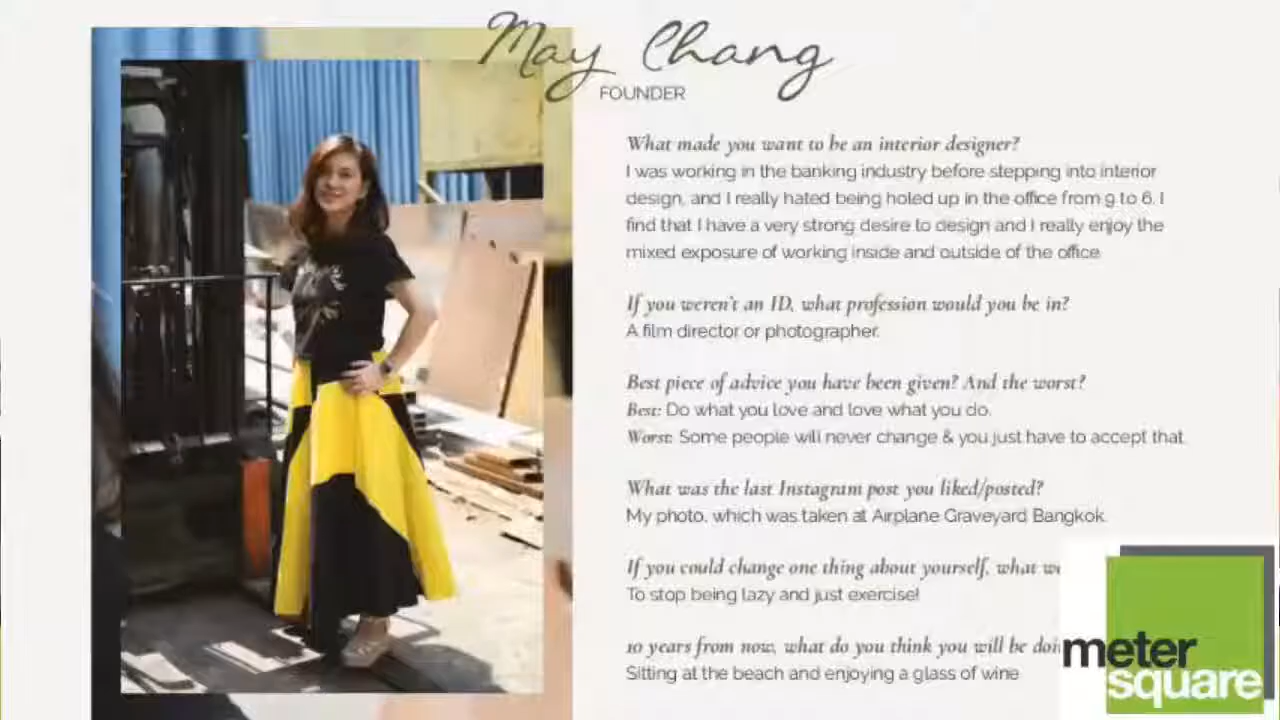 May Chang
FOUNDER
What made you want to be an interior designer?
I was working in the banking industry before stepping into interior
design, and I really hated being holed up in the office from 9 to 6. I
find that I have a very strong desire to design and I really enjoy the
mixed exposure of working inside and outside of the office
If you weren't an ID, what profession would you be in?
A film director or photographer.
Best piece of advice you have been given? And the worst?
Best: Do what you love and love what you do.
Worst: Some people will never change & you just have to accept that
What was the last Instagram post you liked/posted?
My photo, which was taken at Airplane Graveyard Bangkok.
If you could change one thing about yourself, what
To stop being lazy and just exercise!
10 years from now, what do you think you will be
Sitting at the beach and enjoying a glass of wine
meter
square